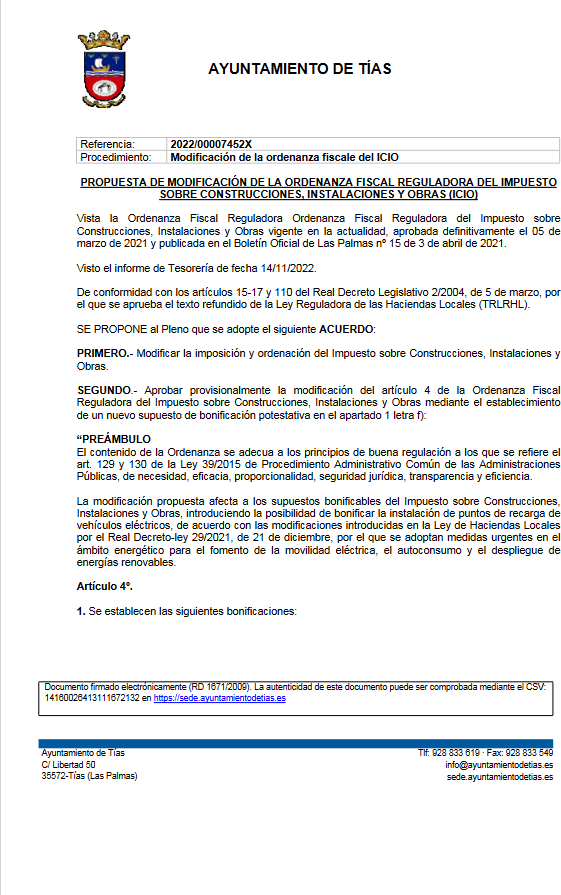 AYUNTAMIENTO DE TÍAS
Referencia: 2022/00007452X
Procedimiento: Modificación de la ordenanza fiscale del ICIO
PROPUESTA DE MODIFICACIÓN DE LA ORDENANZA FISCAL REGULADORA DEL IMPUESTO
SOBRE CONSTRUCCIONES, INSTALACIONES Y OBRAS (ICIO)
Vista la Ordenanza Fiscal Reguladora Ordenanza Fiscal Reguladora del Impuesto sobre
Construcciones, Instalaciones y Obras vigente en la actualidad, aprobada definitivamente el 05 de
marzo de 2021 y publicada en el Boletín Oficial de Las Palmas nº 15 de 3 de abril de 2021.
Visto el informe de Tesorería de fecha 14/11/2022.
De conformidad con los artículos 15-17 y 110 del Real Decreto Legislativo 2/2004, de 5 de marzo, por
el que se aprueba el texto refundido de la Ley Reguladora de las Haciendas Locales (TRLRHL).
SE PROPONE al Pleno que se adopte el siguiente ACUERDO:
PRIMERO.- Modificar la imposición y ordenación del Impuesto sobre Construcciones, Instalaciones y
Obras.
SEGUNDO.- Aprobar provisionalmente la modificación del artículo 4 de la Ordenanza Fiscal
Reguladora del Impuesto sobre Construcciones, Instalaciones y Obras mediante el establecimiento
de un nuevo supuesto de bonificación potestativa en el apartado 1 letra f):
“PREÁMBULO
El contenido de la Ordenanza se adecua a los principios de buena regulación a los que se refiere el
art. 129 y 130 de la Ley 39/2015 de Procedimiento Administrativo Común de las Administraciones
Públicas, de necesidad, eficacia, proporcionalidad, seguridad jurídica, transparencia y eficiencia.
La modificación propuesta afecta a los supuestos bonificables del Impuesto sobre Construcciones,
Instalaciones y Obras, introduciendo la posibilidad de bonificar la instalación de puntos de recarga de
vehículos eléctricos, de acuerdo con las modificaciones introducidas en la Ley de Haciendas Locales
por el Real Decreto-ley 29/2021, de 21 de diciembre, por el que se adoptan medidas urgentes en el
ámbito energético para el fomento de la movilidad eléctrica, el autoconsumo y el despliegue de
energías renovables.
Artículo 4º.
1. Se establecen las siguientes bonificaciones:
Documento firmado electrónicamente (RD 1671/2009). La autenticidad de este documento puede ser comprobada mediante el CSV:
14160026413111672132 en https://sede.ayuntamientodetias.es
Ayuntamiento de Tías
C/ Libertad 50
35572-Tías (Las Palmas)
Tlf: 928 833 619 · Fax: 928 833 549
info@ayuntamientodetias.es
sede.ayuntamientodetias.es